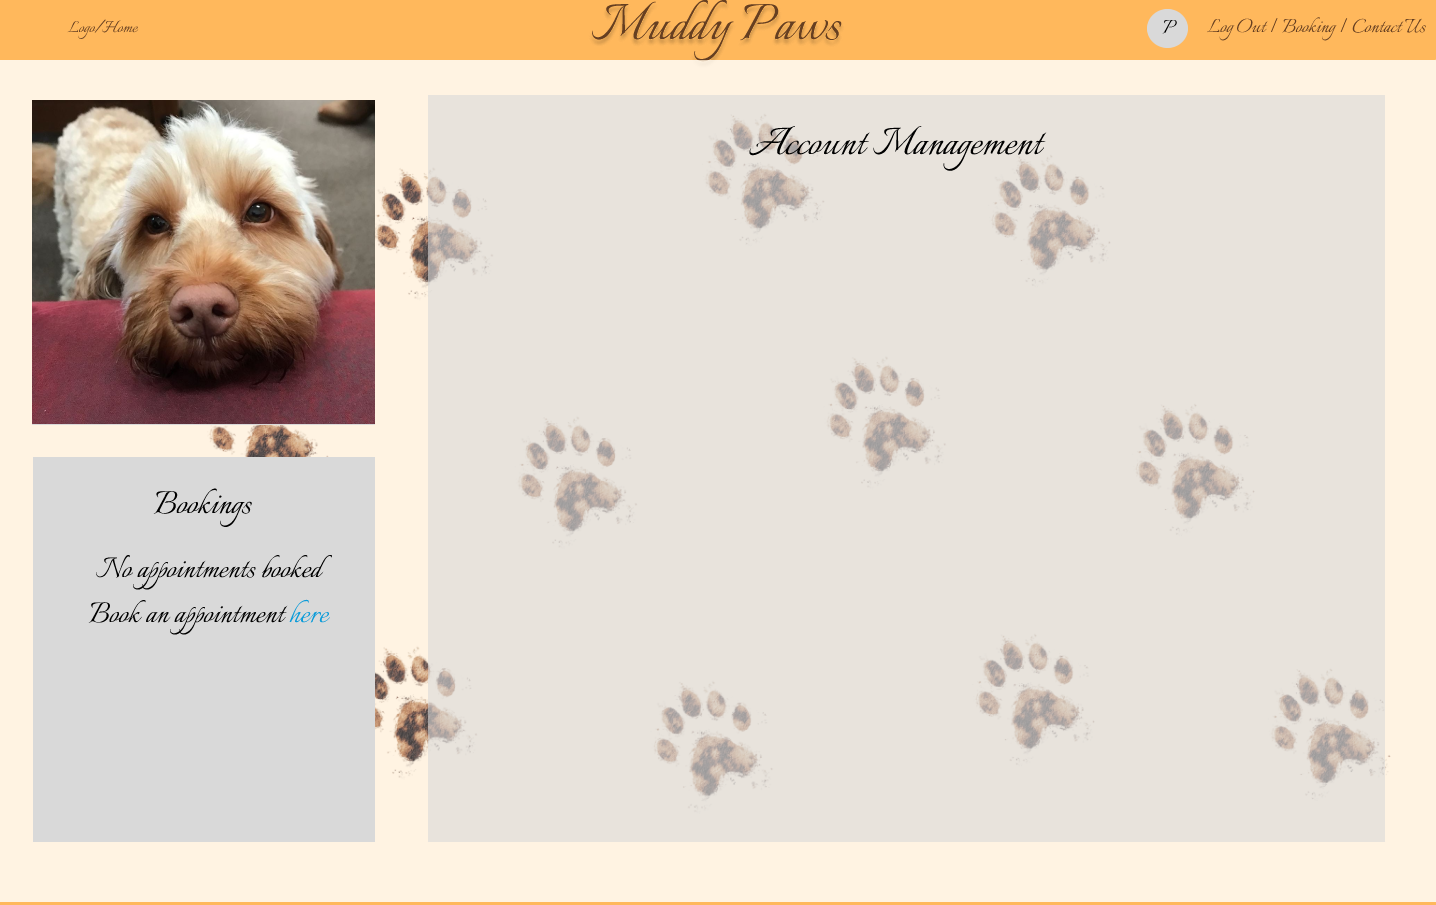 Logo/Home
Muddy Paws
P
Log Out | Booking | Contact Us
Account Management
Bookings
No appointments booked
Book an appointment here